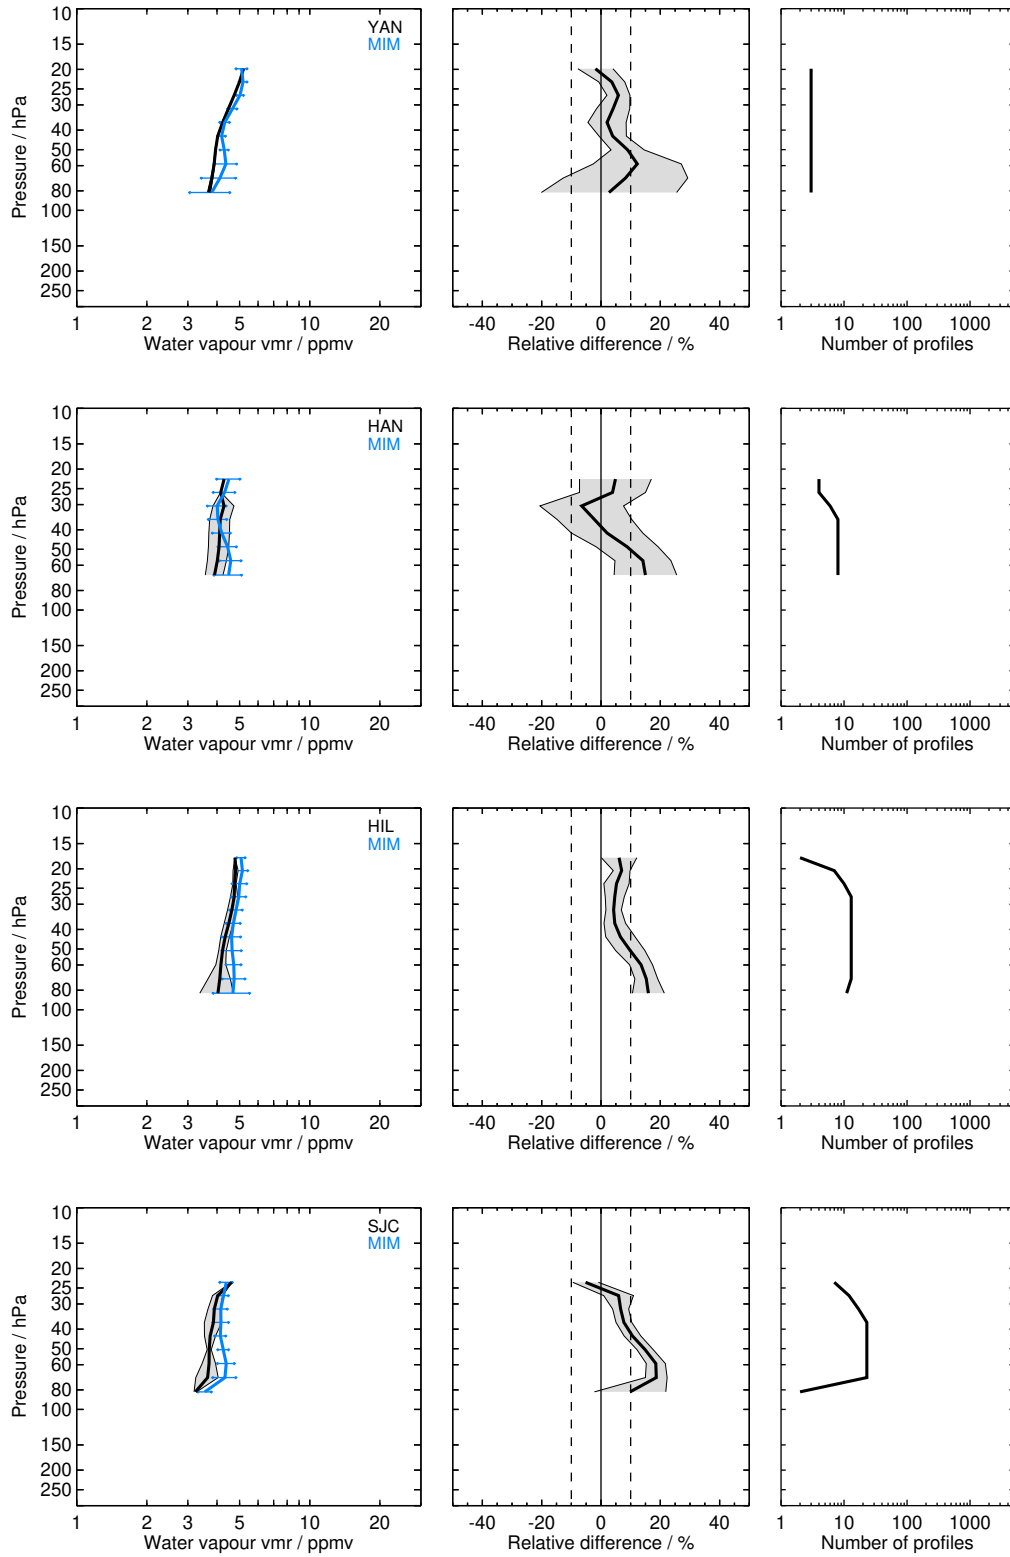 YAN
MIM
10
15
20
25
30
40
50
60
80
100
150
200
250
Pressure / hPa
1 2 3 5 10 20
Water vapour vmr / ppmv
-40 -20 0 20 40
Relative difference / %
1 10 100 1000
Number of profiles
HAN
MIM
10
15
20
25
30
40
50
60
80
100
150
200
250
Pressure / hPa
1 2 3 5 10 20
Water vapour vmr / ppmv
-40 -20 0 20 40
Relative difference / %
1 10 100 1000
Number of profiles
HIL
MIM
10
15
20
25
30
40
50
60
80
100
150
200
250
Pressure / hPa
1 2 3 5 10 20
Water vapour vmr / ppmv
-40 -20 0 20 40
Relative difference / %
1 10 100 1000
Number of profiles
SJC
MIM
10
15
20
25
30
40
50
60
80
100
150
200
250
Pressure / hPa
1 2 3 5 10 20
Water vapour vmr / ppmv
-40 -20 0 20 40
Relative difference / %
1 10 100 1000
Number of profiles